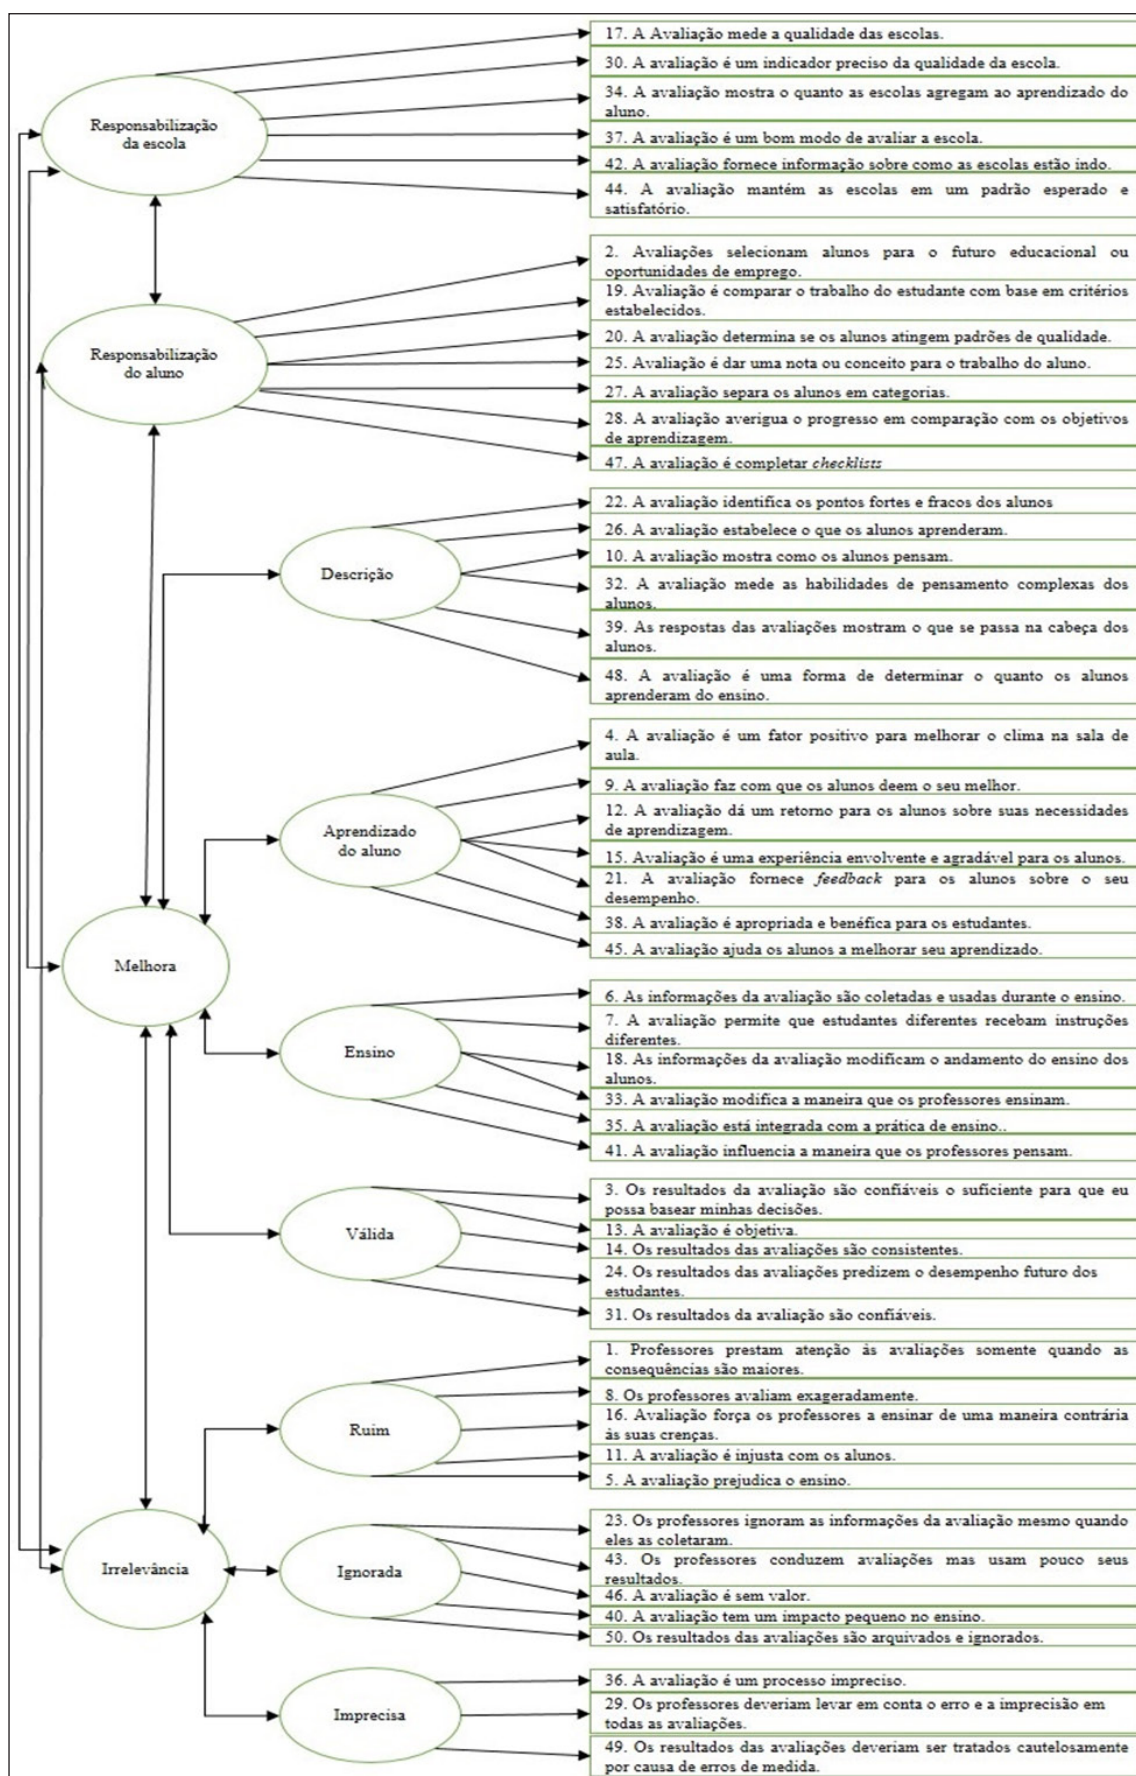 Responsabilização
da escola
17. A Avaliação mede a qualidade das escolas.
30. A avaliação é um indicador preciso da qualidade da escola.
34. A avaliação mostra o quanto as escolas agregam ao aprendizado do
aluno.
37. A avaliação é um bom modo de avaliar a escola.
42. A avaliação fornece informação sobre como as escolas estão indo.
44. A avaliação mantém as escolas em um padrão esperado e
satisfatório.
Responsabilização
do aluno
2. Avaliações selecionam alunos para o futuro educacional ou
oportunidades de emprego.
19. Avaliação é comparar o trabalho do estudante com base em critérios
estabelecidos.
20. A avaliação determina se os alunos atingem padrões de qualidade.
25. Avaliação é dar uma nota ou conceito para o trabalho do aluno.
27. A avaliação separa os alunos em categorias.
28. A avaliação averigua o progresso em comparação com os objetivos
de aprendizagem.
47. A avaliação é completar checklists
Melhora
Descrição
22. A avaliação identifica os pontos fortes e fracos dos alunos
26. A avaliação estabelece o que os alunos aprenderam.
10. A avaliação mostra como os alunos pensam.
32. A avaliação mede as habilidades de pensamento complexas dos
alunos.
39. As respostas das avaliações mostram o que se passa na cabeça dos
alunos.
48. A avaliação é uma forma de determinar o quanto os alunos
aprenderam do ensino.
Aprendizado
do aluno
4. A avaliação é um fator positivo para melhorar o clima na sala de
aula.
9. A avaliação faz com que os alunos deem o seu melhor.
12. A avaliação dá um retorno para os alunos sobre suas necessidades
de aprendizagem.
15. Avaliação é uma experiência envolvente e agradável para os alunos.
21. A avaliação fornece feedback para os alunos sobre o seu
desempenho.
38. A avaliação é apropriada e benéfica para os estudantes.
45. A avaliação ajuda os alunos a melhorar seu aprendizado.
Ensino
6. As informações da avaliação são coletadas e usadas durante o ensino.
7. A avaliação permite que estudantes diferentes recebam instruções
diferentes.
18. As informações da avaliação modificam o andamento do ensino dos
alunos.
33. A avaliação modifica a maneira que os professores ensinam.
35. A avaliação está integrada com a prática de ensino..
41. A avaliação influencia a maneira que os professores pensam.
Válida
3. Os resultados da avaliação são confiáveis o suficiente para que eu
possa basear minhas decisões.
13. A avaliação é objetiva.
14. Os resultados das avaliações são consistentes.
24. Os resultados das avaliações predizem o desempenho futuro dos
estudantes.
31. Os resultados da avaliação são confiáveis.
Irrelevância
Ruim
1. Professores prestam atenção às avaliações somente quando as
consequências são maiores.
8. Os professores avaliam exageradamente.
16. Avaliação força os professores a ensinar de uma maneira contrária
às suas crenças.
11. A avaliação é injusta com os alunos.
5. A avaliação prejudica o ensino.
Ignorada
23. Os professores ignoram as informações da avaliação mesmo quando
eles as coletaram.
43. Os professores conduzem avaliações mas usam pouco seus
resultados.
46. A avaliação é sem valor.
40. A avaliação tem um impacto pequeno no ensino.
50. Os resultados das avaliações são arquivados e ignorados.
Imprecisa
36. A avaliação é um processo impreciso.
29. Os professores deveriam levar em conta o erro e a imprecisão em
todas as avaliações.
49. Os resultados das avaliações deveriam ser tratados cautelosamente
por causa de erros de medida.